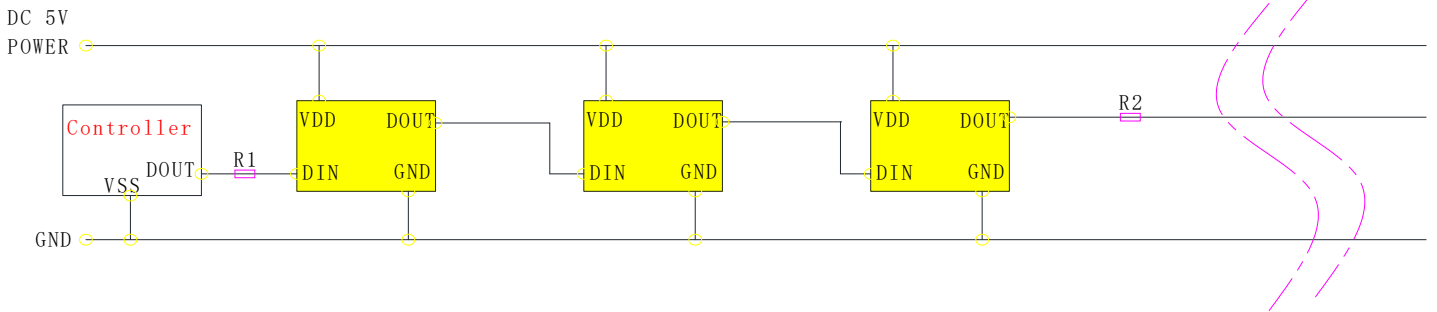 DC 5V
POWER
Controller
DOUT
VSS
R1
VDD
DOUT
DIN
GND
VDD
DOUT
DIN
GND
VDD
DOUT
DIN
GND
R2
GND